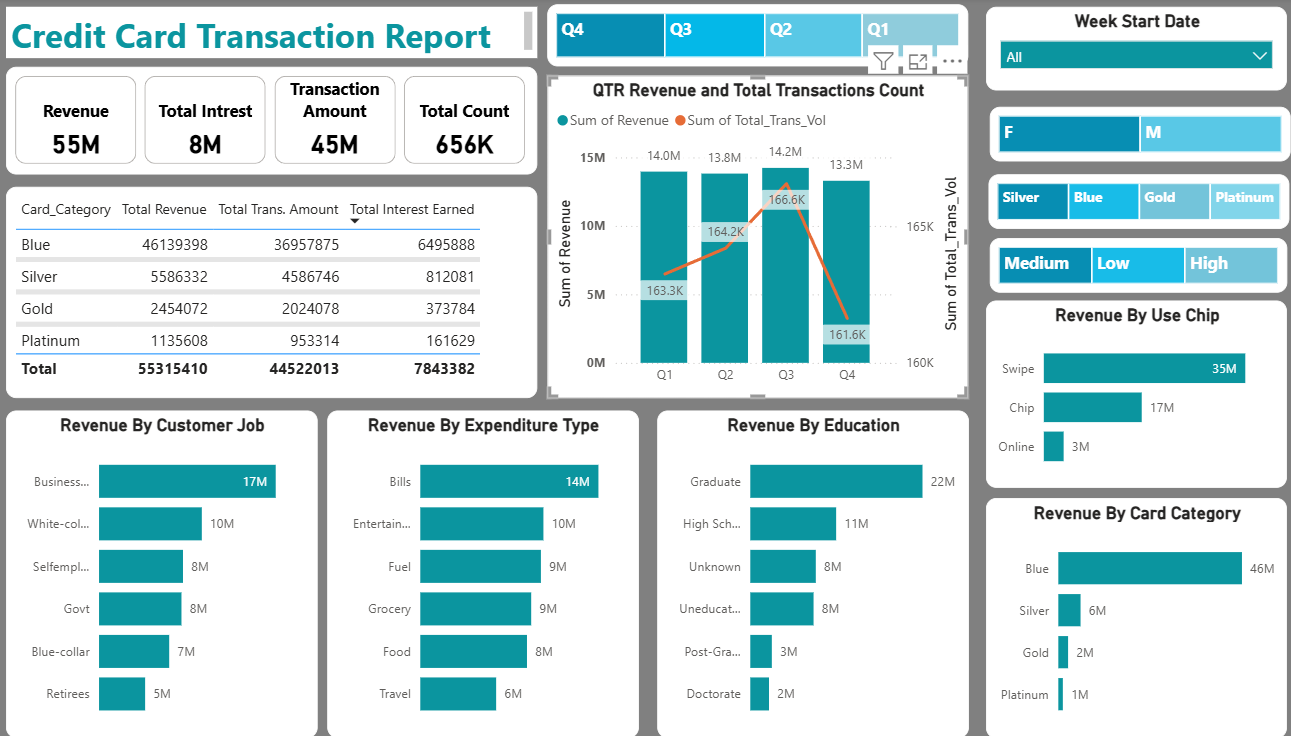 Credit Card Transaction Report
Q4 Q3 Q2 Q1
Week Start Date
All
Revenue
55M
Total Intrest
8M
Transaction
Amount
45M
Total Count
656K
F M
Silver Blue Gold Platinum
Medium Low High
Card_Category Total Revenue Total Trans. Amount Total Interest Earned
Blue 46139398 36957875 6495888
Silver 5586332 4586746 812081
Gold 2454072 2024078 373784
Platinum 1135608 953314 161629
Total 55315410 44522013 7843382
QTR Revenue and Total Transactions Count
Sum of Revenue Sum of Total_Trans_Vol
Sum of Revenue
15M
10M
5M
0M
14.0M 13.8M 14.2M 13.3M
163.3K 164.2K 166.6K 161.6K
Q1 Q2 Q3 Q4
165K
160K
Sum of Total_Trans_Vol
Revenue By Use Chip
Swipe 35M
Chip 17M
Online 3M
Revenue By Customer Job
Business... 17M
White-col... 10M
Selfempl... 8M
Govt 8M
Blue-collar 7M
Retirees 5M
Revenue By Expenditure Type
Bills 14M
Entertain... 10M
Fuel 9M
Grocery 9M
Food 8M
Travel 6M
Revenue By Education
Graduate 22M
High Sch... 11M
Unknown 8M
Uneducat... 8M
Post-Gra... 3M
Doctorate 2M
Revenue By Card Category
Blue 46M
Silver 6M
Gold 2M
Platinum 1M